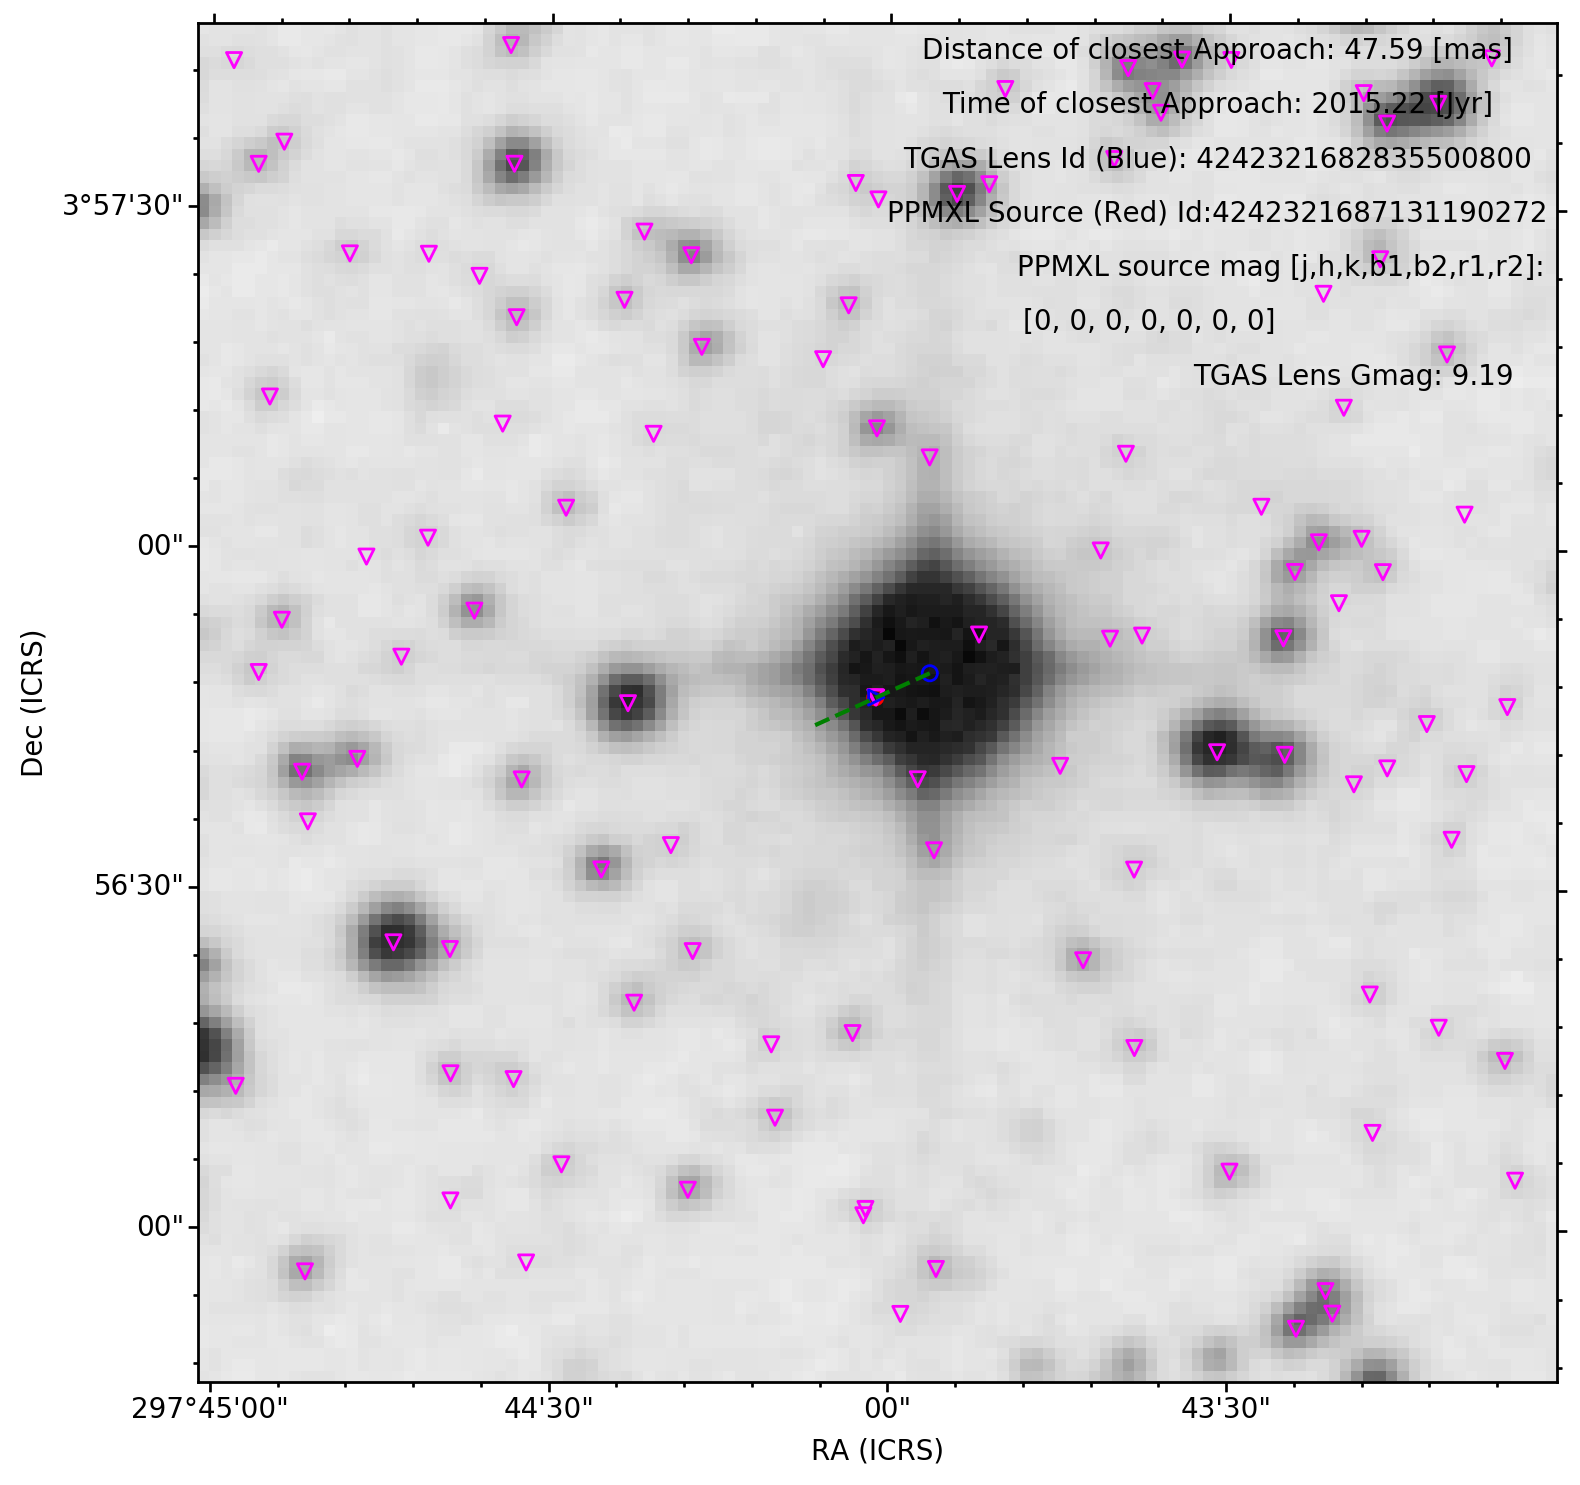 Distance of closest Approach: 47.59 [mas]
Time of closest Approach: 2015.22 [Jyr]
TGAS Lens Id (Blue): 4242321682835500800
PPMXL Source (Red) Id:4242321687131190272
PPMXL source mag [j,h,k,b1,b2,r1,r2]:
[0, 0, 0, 0, 0, 0, 0]
TGAS Lens Gmag: 9.19
3°57'30"
00"
56'30"
00"
Dec (ICRS)
297°45'00" 44'30" 00" 43'30"
RA (ICRS)